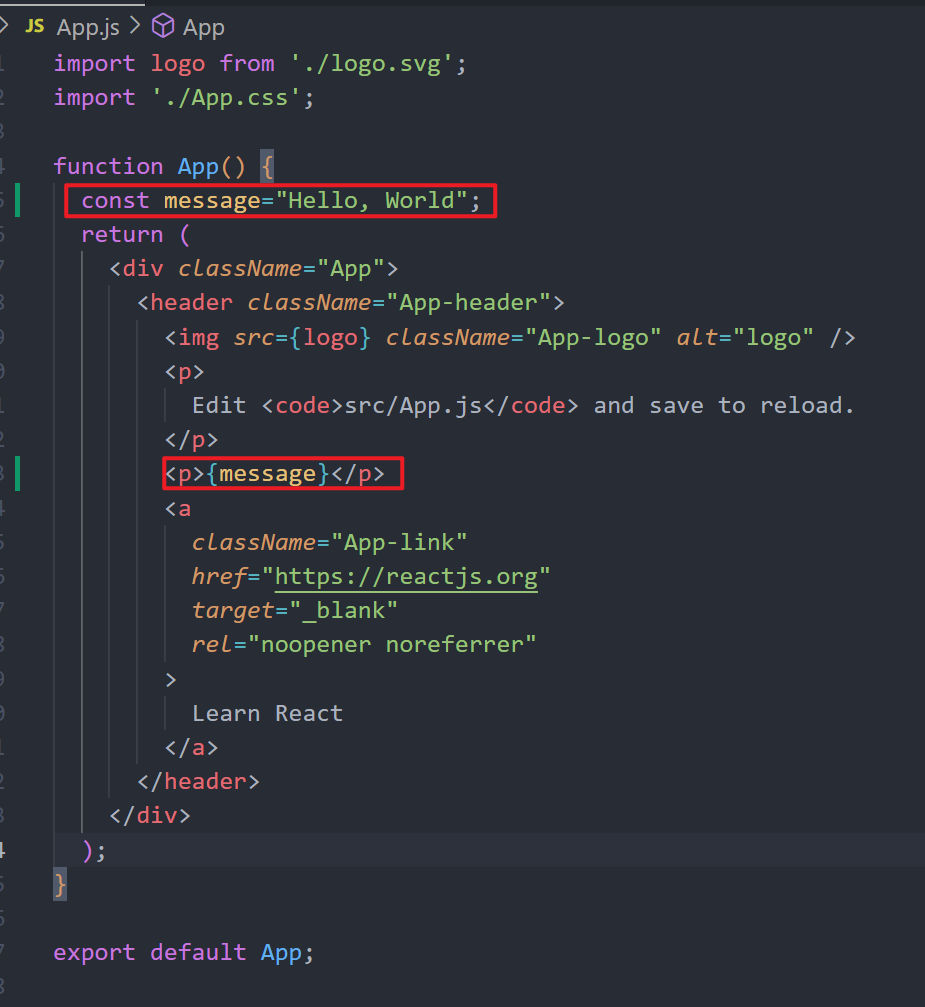 JS App.js > App
import logo from './logo.svg';
import './App.css';
function App() {
const message="Hello, World";
return (
<div className="App">
<header className="App-header">
<img src={logo} className="App-logo" alt="logo" />
<p>
Edit <code>src/App.js</code> and save to reload.
</p>
<p>{message}</p>
<a
className="App-link"
href="https://reactjs.org"
target="_blank"
rel="noopener noreferrer"
>
Learn React
</a>
</header>
</div>
);
}
export default App;